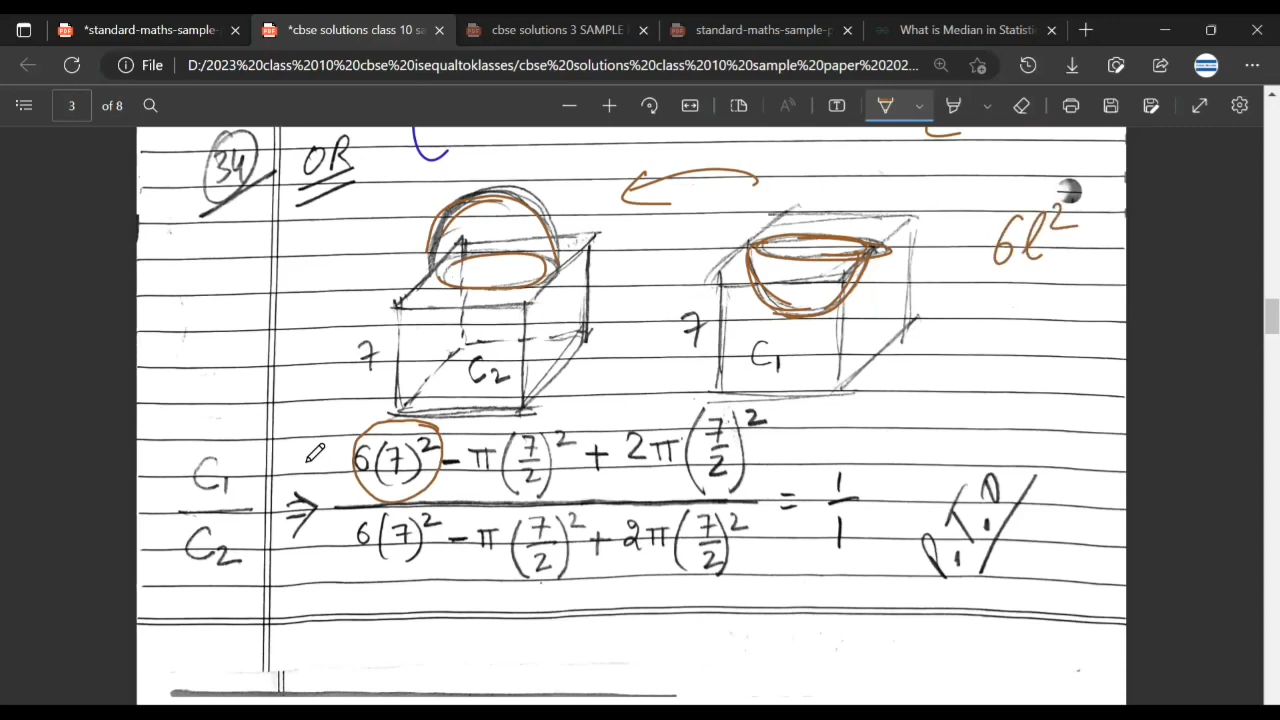 *standard-maths-sample-
*cbse solutions class 10 sa
cbse solutions 3 SAMPLE
standard-maths-sample-p
What is Median in Statisti
File D:/2023%20class%2010%20cbse%20isequaltoklasses/cbse%20solutions%20class%2010%20sample%20paper%20202...
3 of 8
34 OR
6l²
7 C₂
7 C₁
C₁/C₂ ⇒ (6(7)² - π(7/2)² + 2π(7/2)²)/(6(7)² - π(7/2)² + 2π(7/2)²) = 1/1